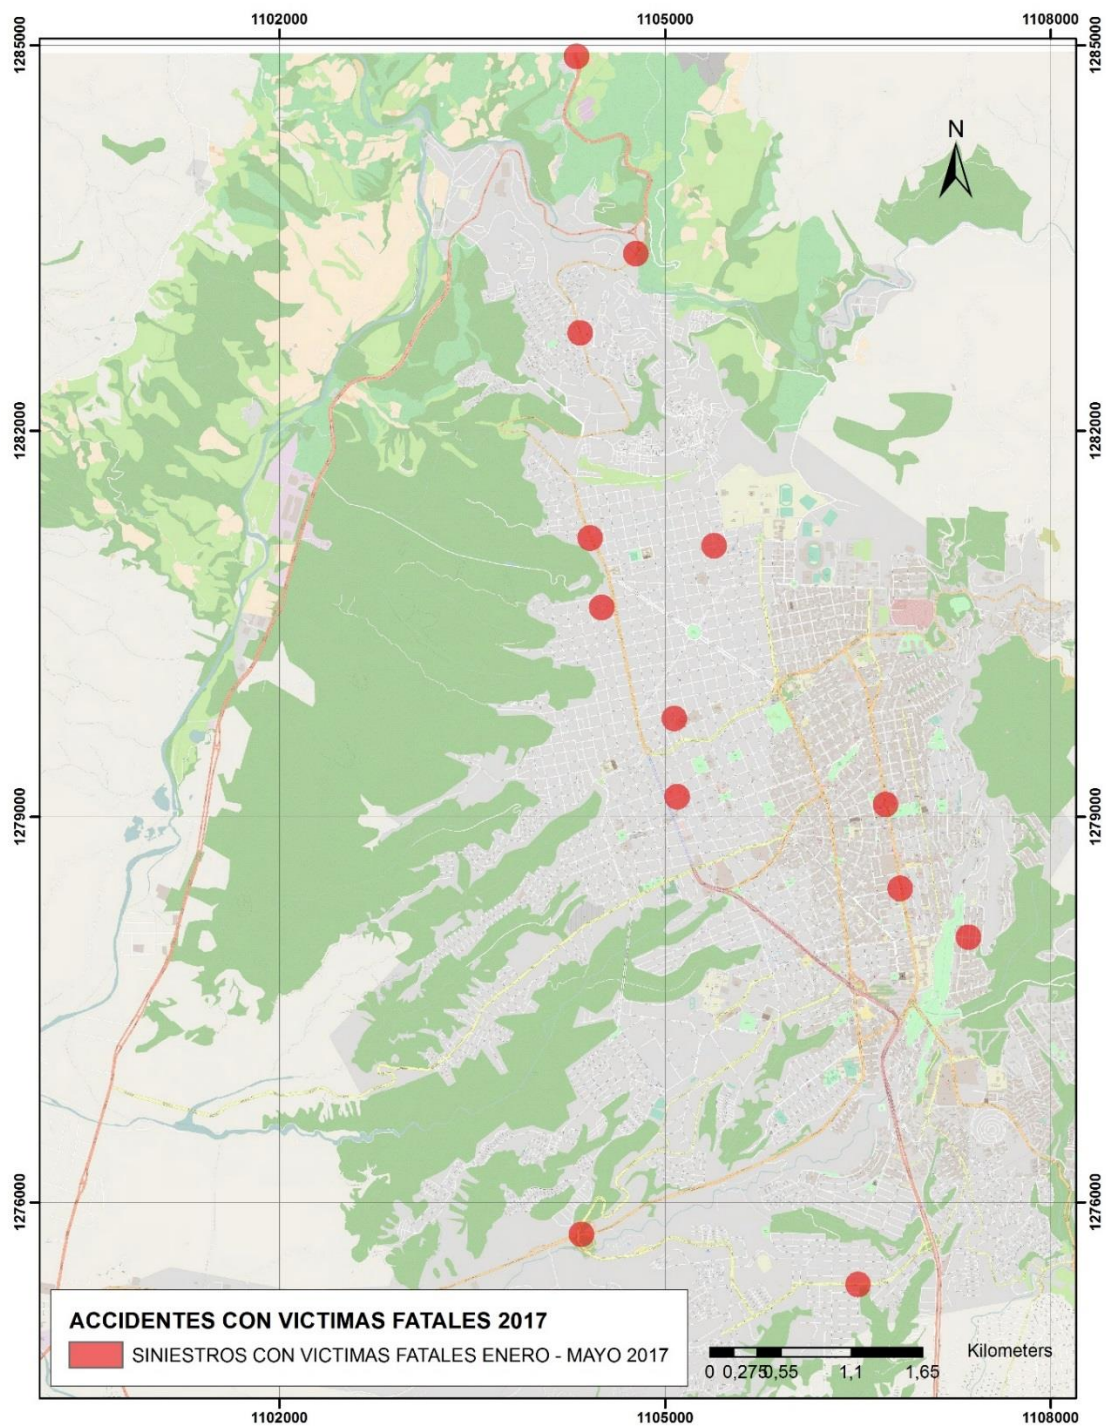 1102000 1105000 1108000
1285000 1285000
N
1282000 1282000
1279000 1279000
1276000 1276000
ACCIDENTES CON VICTIMAS FATALES 2017
SINIESTROS CON VICTIMAS FATALES ENERO - MAYO 2017
Kilometers
0 0,275 0,55 1,1 1,65
1102000 1105000 1108000